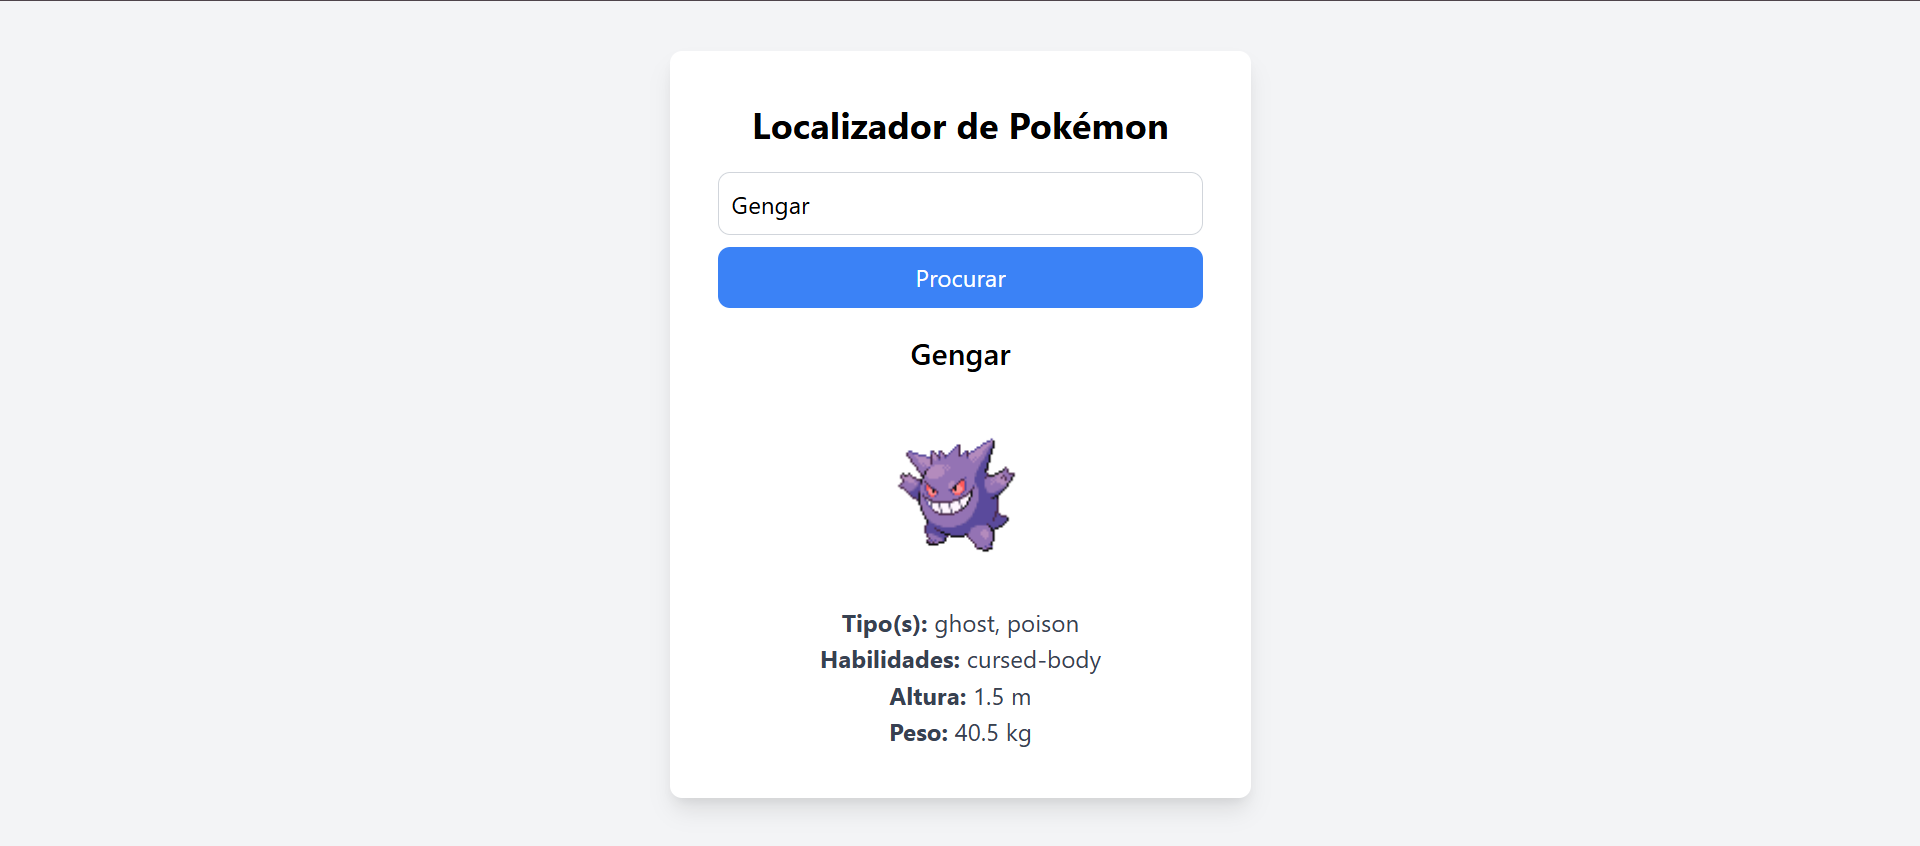 Localizador de Pokémon
Gengar
Procurar
Gengar
Tipo(s): ghost, poison
Habilidades: cursed-body
Altura: 1.5 m
Peso: 40.5 kg